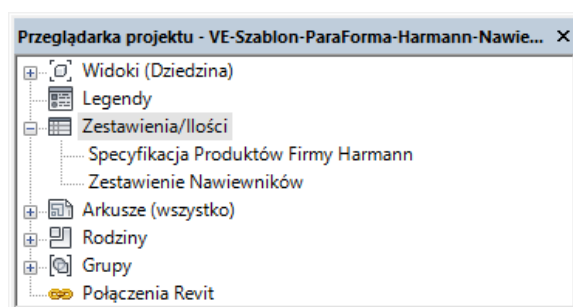 Przeglądarka projektu - VE-Szablon-ParaForma-Harmann-Nawie...
Widoki (Dziedzina)
Legendy
Zestawienia/Ilości
Specyfikacja Produktów Firmy Harmann
Zestawienie Nawiewników
Arkusze (wszystko)
Rodziny
Grupy
Połączenia Revit